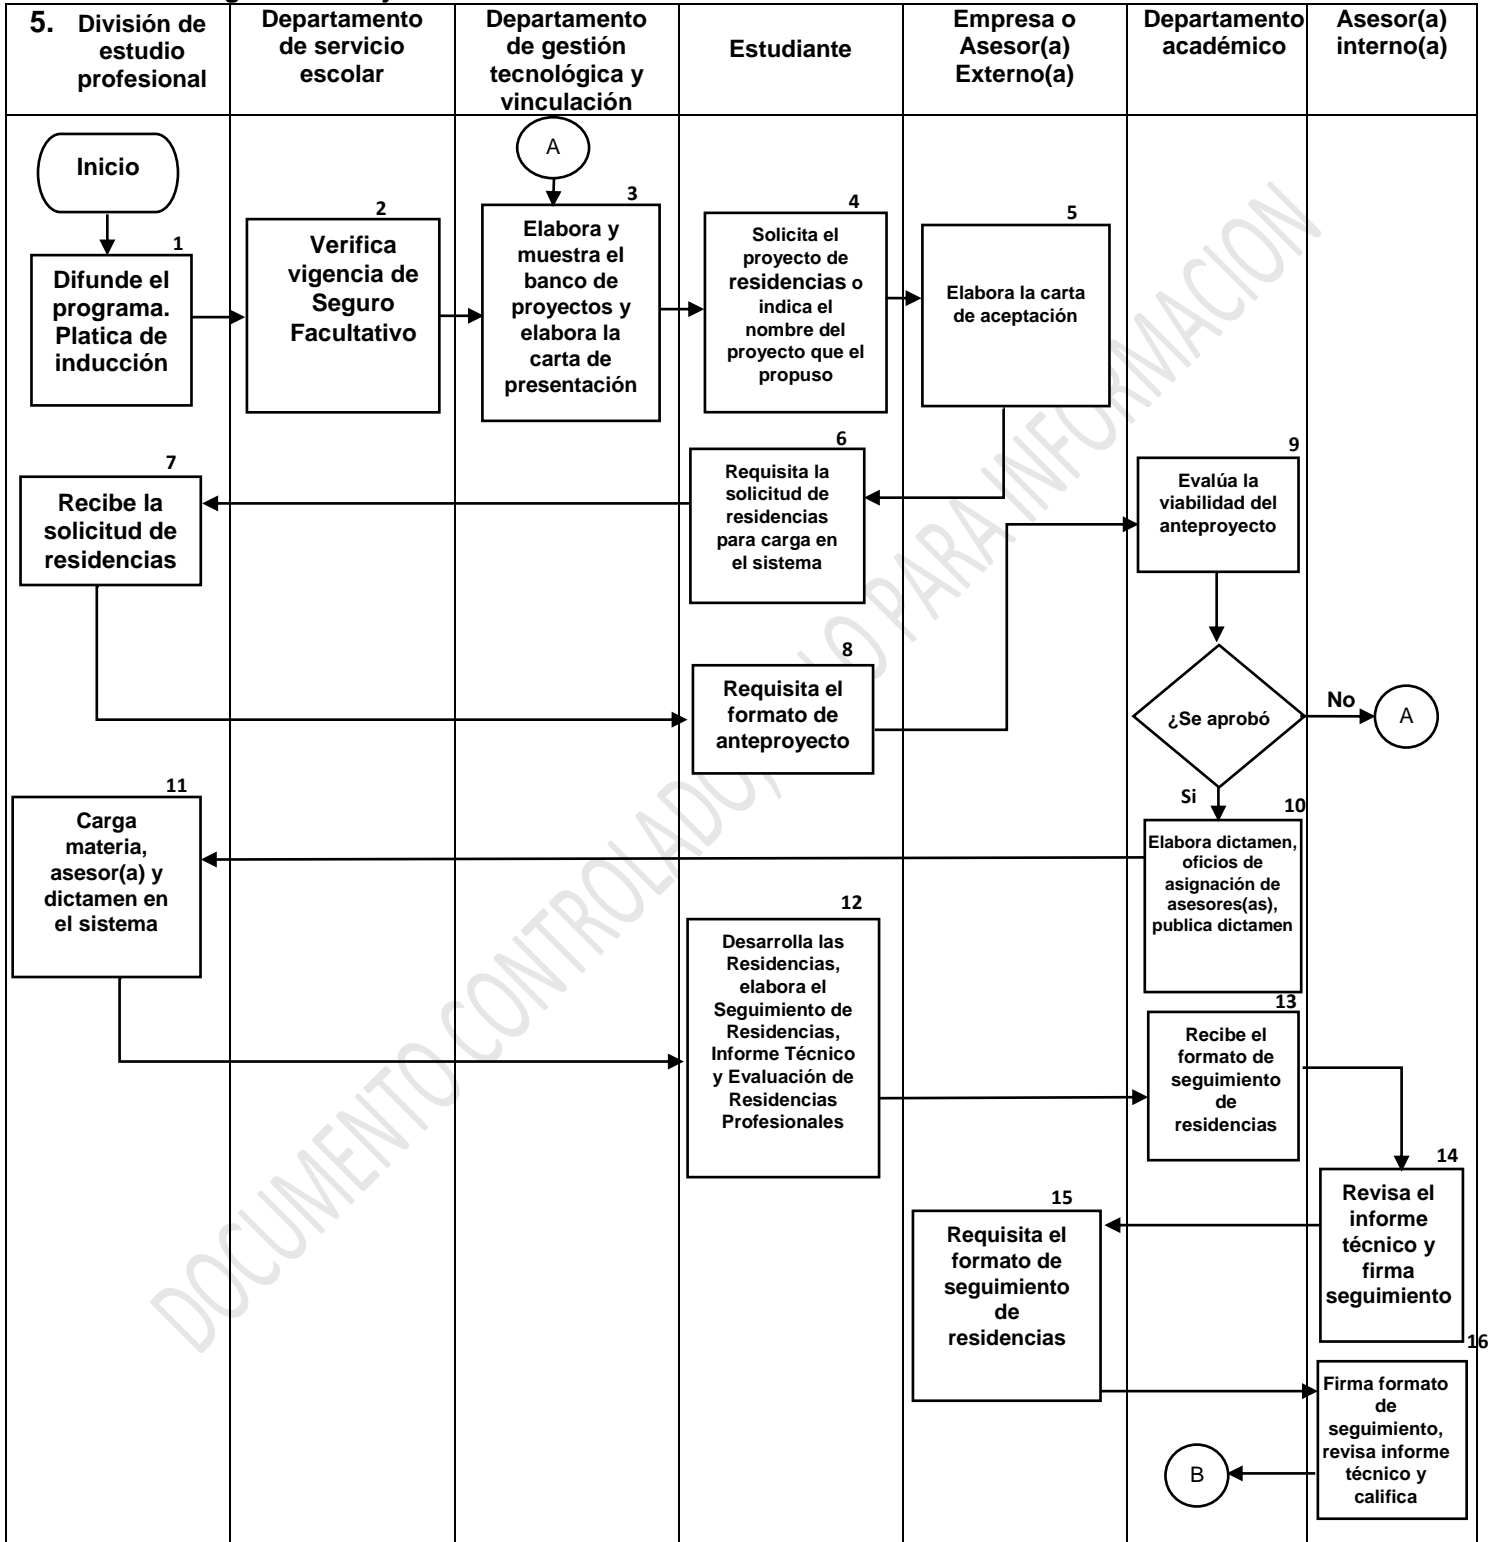 5. División de
estudio
profesional
Departamento
de servicio
escolar
Departamento
de gestión
tecnológica y
vinculación
Estudiante
Empresa o
Asesor(a)
Externo(a)
Departamento
académico
Asesor(a)
interno(a)
Inicio
A
1
Difunde el
programa.
Platica de
inducción
2
Verifica
vigencia de
Seguro
Facultativo
3
Elabora y
muestra el
banco de
proyectos y
elabora la
carta de
presentación
4
Solicita el
proyecto de
residencias o
indica el
nombre del
proyecto que el
propuso
5
Elabora la carta
de aceptación
6
Requisita la
solicitud de
residencias
para carga en
el sistema
7
Recibe la
solicitud de
residencias
8
Requisita el
formato de
anteproyecto
9
Evalúa la
viabilidad del
anteproyecto
¿Se aprobó
No
A
Si
10
Elabora dictamen,
oficios de
asignación de
asesores(as),
publica dictamen
11
Carga
materia,
asesor(a) y
dictamen en
el sistema
12
Desarrolla las
Residencias,
elabora el
Seguimiento de
Residencias,
Informe Técnico
y Evaluación de
Residencias
Profesionales
13
Recibe el
formato de
seguimiento
de
residencias
14
Revisa el
informe
técnico y
firma
seguimiento
15
Requisita el
formato de
seguimiento
de
residencias
16
Firma formato
de
seguimiento,
revisa informe
técnico y
califica
B
DOCUMENTO CONTROLADO, LO PARA INFORMACION